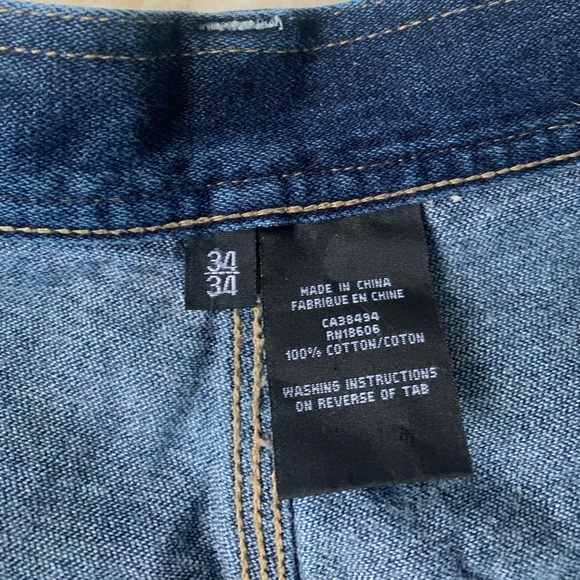 34
34
MADE IN CHINA
FABRIQUE EN CHINE
CA38494
RN18606
100% COTTON/COTON
WASHING INSTRUCTIONS
ON REVERSE OF TAB